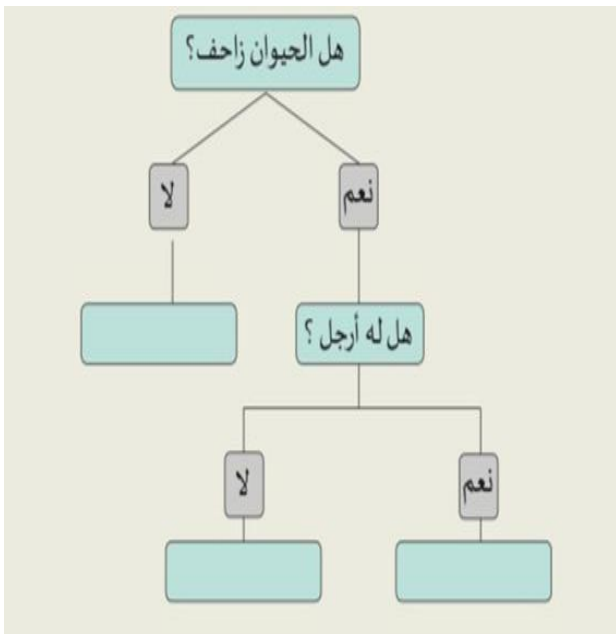 هل الحيوان زاحف؟
نعم
لا
هل له أرجل ؟
نعم
لا